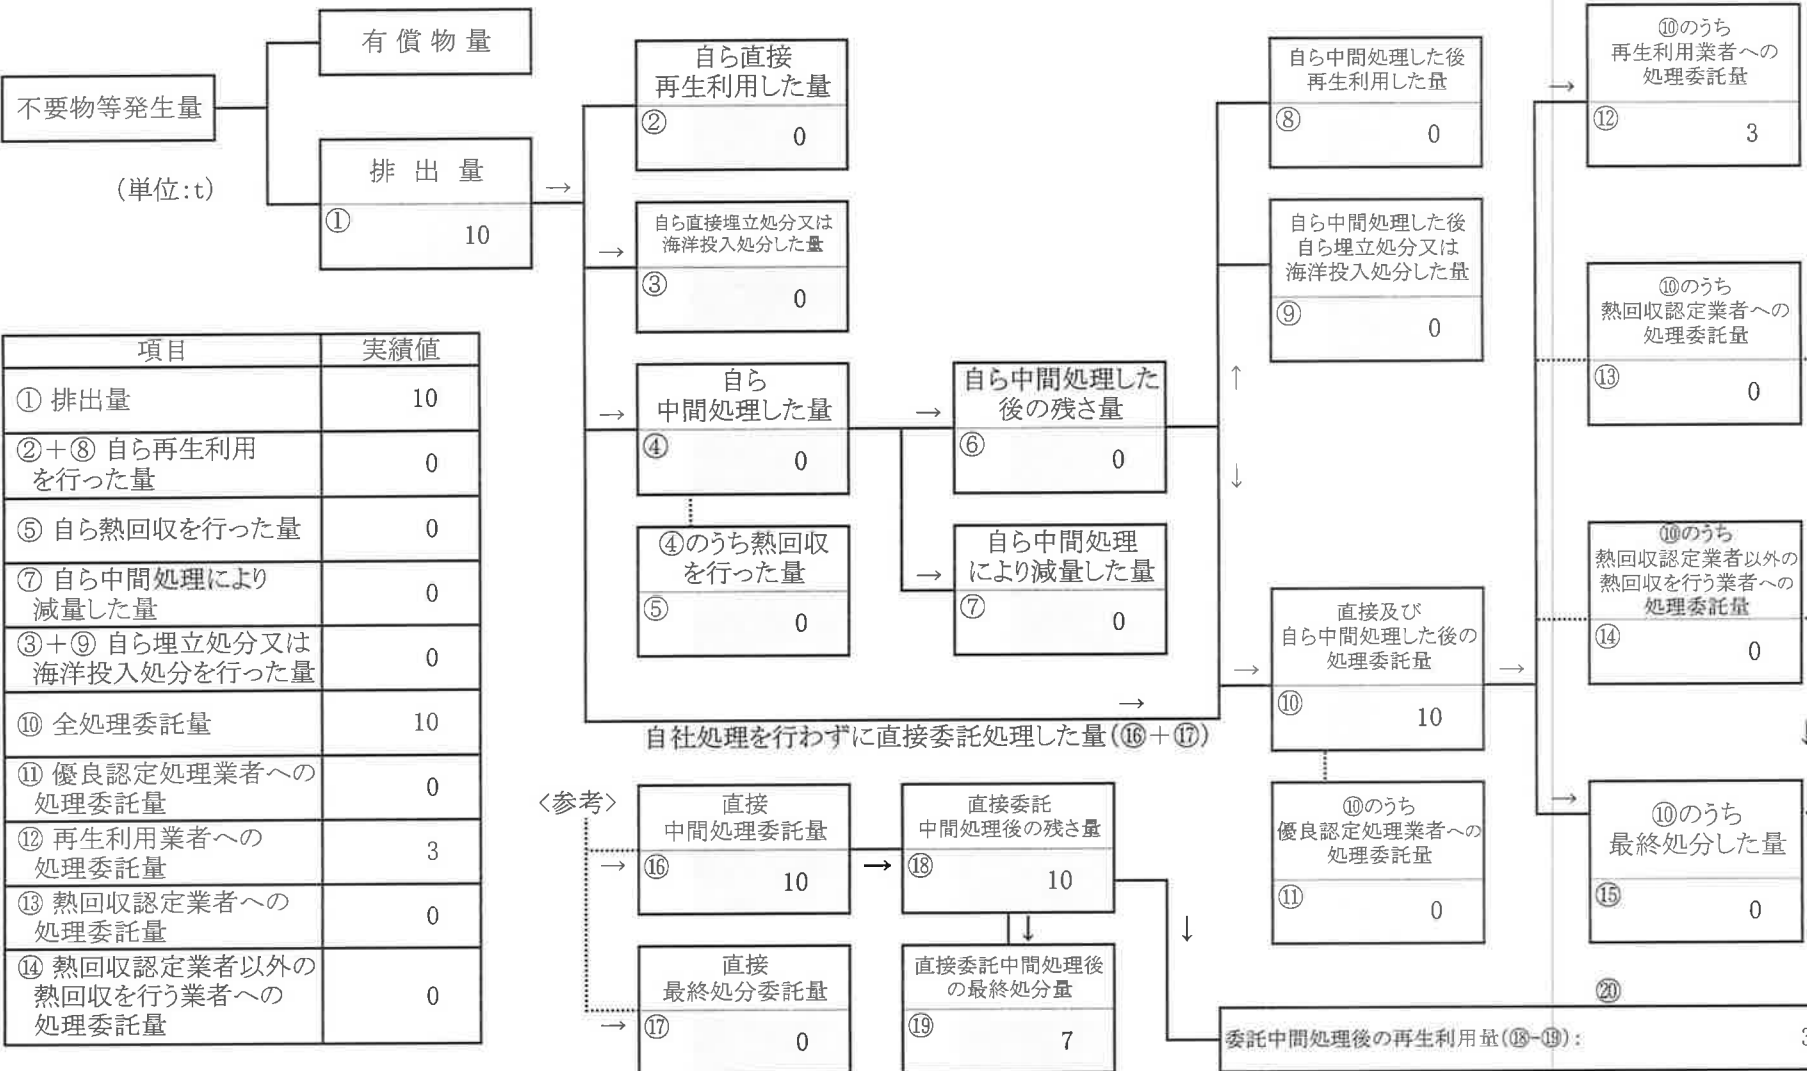 有償物量
不要物等発生量
(単位:t)
排出量
①
10
→
自ら直接
再生利用した量
②
0
→
自ら直接埋立処分又は
海洋投入処分した量
③
0
→
自ら
中間処理した量
④
0
④のうち熱回収
を行った量
⑤
0
→
自ら中間処理した
後の残さ量
⑥
0
→
自ら中間処理
により減量した量
⑦
0
自ら中間処理した後
再生利用した量
⑧
0
自ら中間処理した後
自ら埋立処分又は
海洋投入処分した量
⑨
0
↑
↓
→
直接及び
自ら中間処理した後の
処理委託量
⑩
10
→
⑩のうち
優良認定処理業者への
処理委託量
⑪
0
→
⑩のうち
再生利用業者への
処理委託量
⑫
3
⑩のうち
熱回収認定業者への
処理委託量
⑬
0
⑩のうち
熱回収認定業者以外の
熱回収を行う業者への
処理委託量
⑭
0
→
⑩のうち
最終処分した量
⑮
0
→
自社処理を行わずに直接委託処理した量(⑯+⑰)
<参考>
→
直接
中間処理委託量
⑯
10
→
直接委託
中間処理後の残さ量
⑱
10
→
直接
最終処分委託量
⑰
0
↓
直接委託中間処理後
の最終処分量
⑲
7
↓
⑳
委託中間処理後の再生利用量(⑱-⑲):
3
項目 実績値
① 排出量 10
②+⑧ 自ら再生利用
を行った量 0
⑤ 自ら熱回収を行った量 0
⑦ 自ら中間処理により
減量した量 0
③+⑨ 自ら埋立処分又は
海洋投入処分を行った量 0
⑩ 全処理委託量 10
⑪ 優良認定処理業者への
処理委託量 0
⑫ 再生利用業者への
処理委託量 3
⑬ 熱回収認定業者への
処理委託量 0
⑭ 熱回収認定業者以外の
熱回収を行う業者への
処理委託量 0